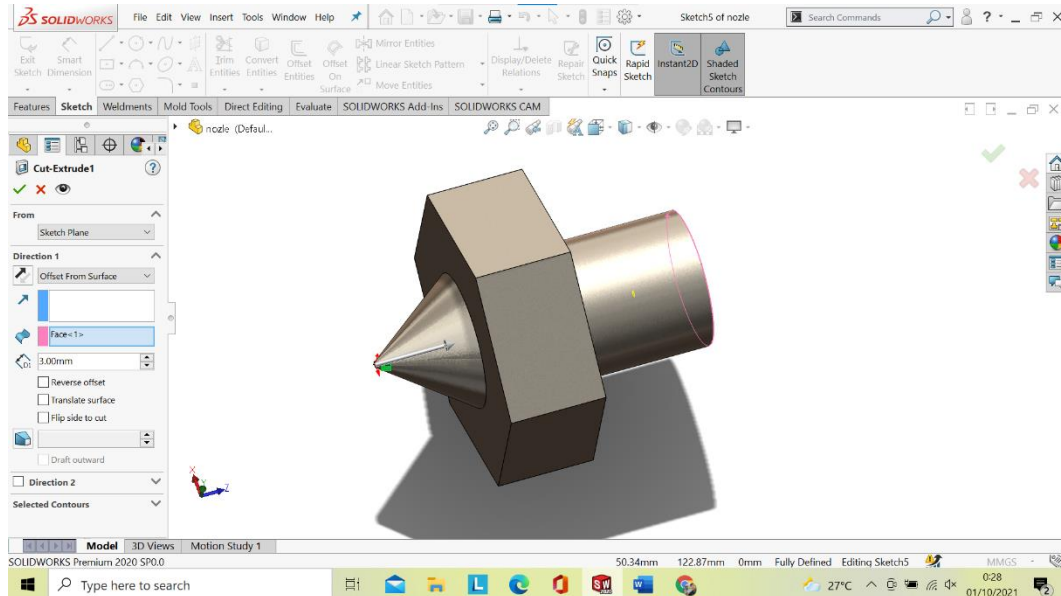 SOLIDWORKS File Edit View Insert Tools Window Help Sketch5 of nozle Search Commands ?
Exit Sketch Smart Dimension Trim Entities Convert Entities Offset Entities Offset On Surface Mirror Entities Linear Sketch Pattern Move Entities Display/Delete Relations Repair Sketch Quick Snaps Rapid Sketch Instant2D Shaded Sketch Contours
Features Sketch Weldments Mold Tools Direct Editing Evaluate SOLIDWORKS Add-Ins SOLIDWORKS CAM
nozle (Defaul...
Cut-Extrude1 ?
From
Sketch Plane
Direction 1
Offset From Surface
Face<1>
D1 3.00mm
Reverse offset
Translate surface
Flip side to cut
Draft outward
Direction 2
Selected Contours
X Y Z
Model 3D Views Motion Study 1
SOLIDWORKS Premium 2020 SP0.0 50.34mm 122.87mm 0mm Fully Defined Editing Sketch5 MMGS
Type here to search L SW W 27°C 0:28
01/10/2021 2